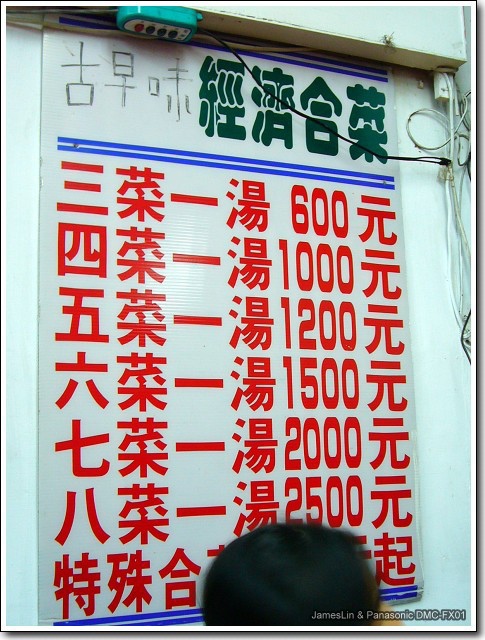 古早味 經濟合菜
三菜一湯 600元
四菜一湯 1000元
五菜一湯 1200元
六菜一湯 1500元
七菜一湯 2000元
八菜一湯 2500元
特殊合 起
JamesLin & Panasonic DMC-FX01